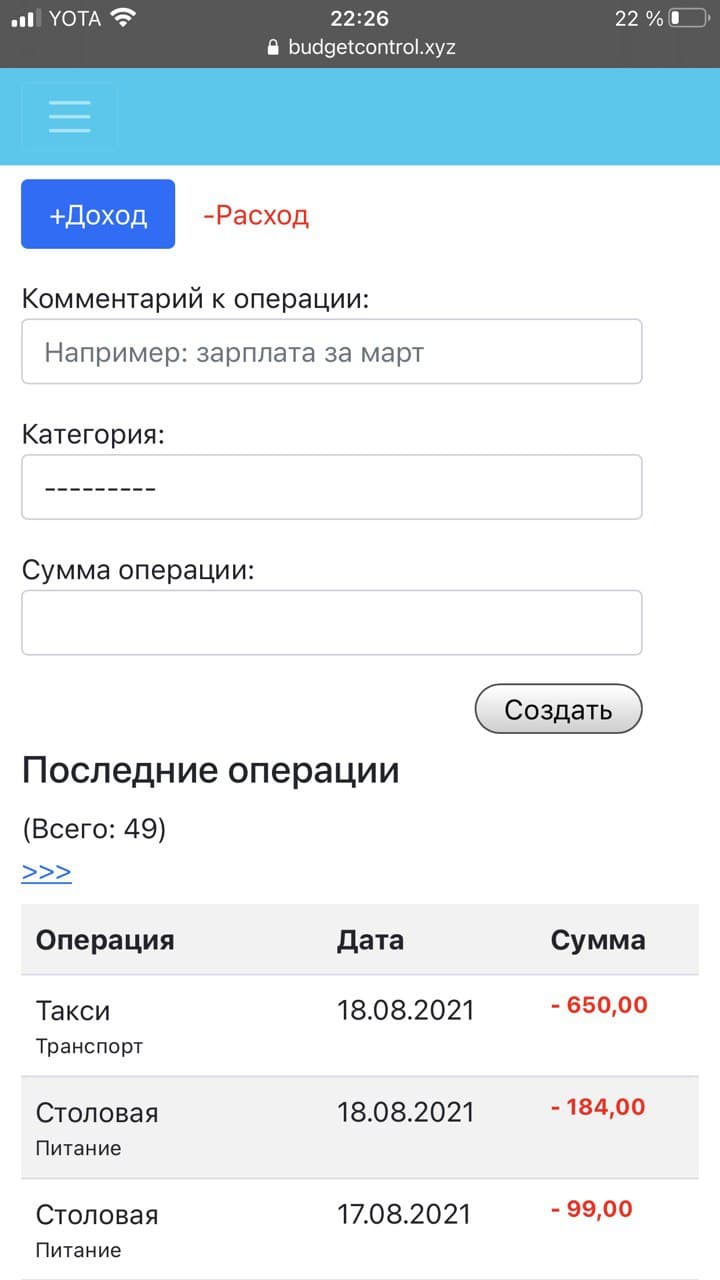 YOTA 22:26 22 %
budgetcontrol.xyz
+Доход -Расход
Комментарий к операции:
Например: зарплата за март
Категория:
---------
Сумма операции:
Создать
Последние операции
(Всего: 49)
>>>
Операция Дата Сумма
Такси 18.08.2021 - 650,00
Транспорт
Столовая 18.08.2021 - 184,00
Питание
Столовая 17.08.2021 - 99,00
Питание